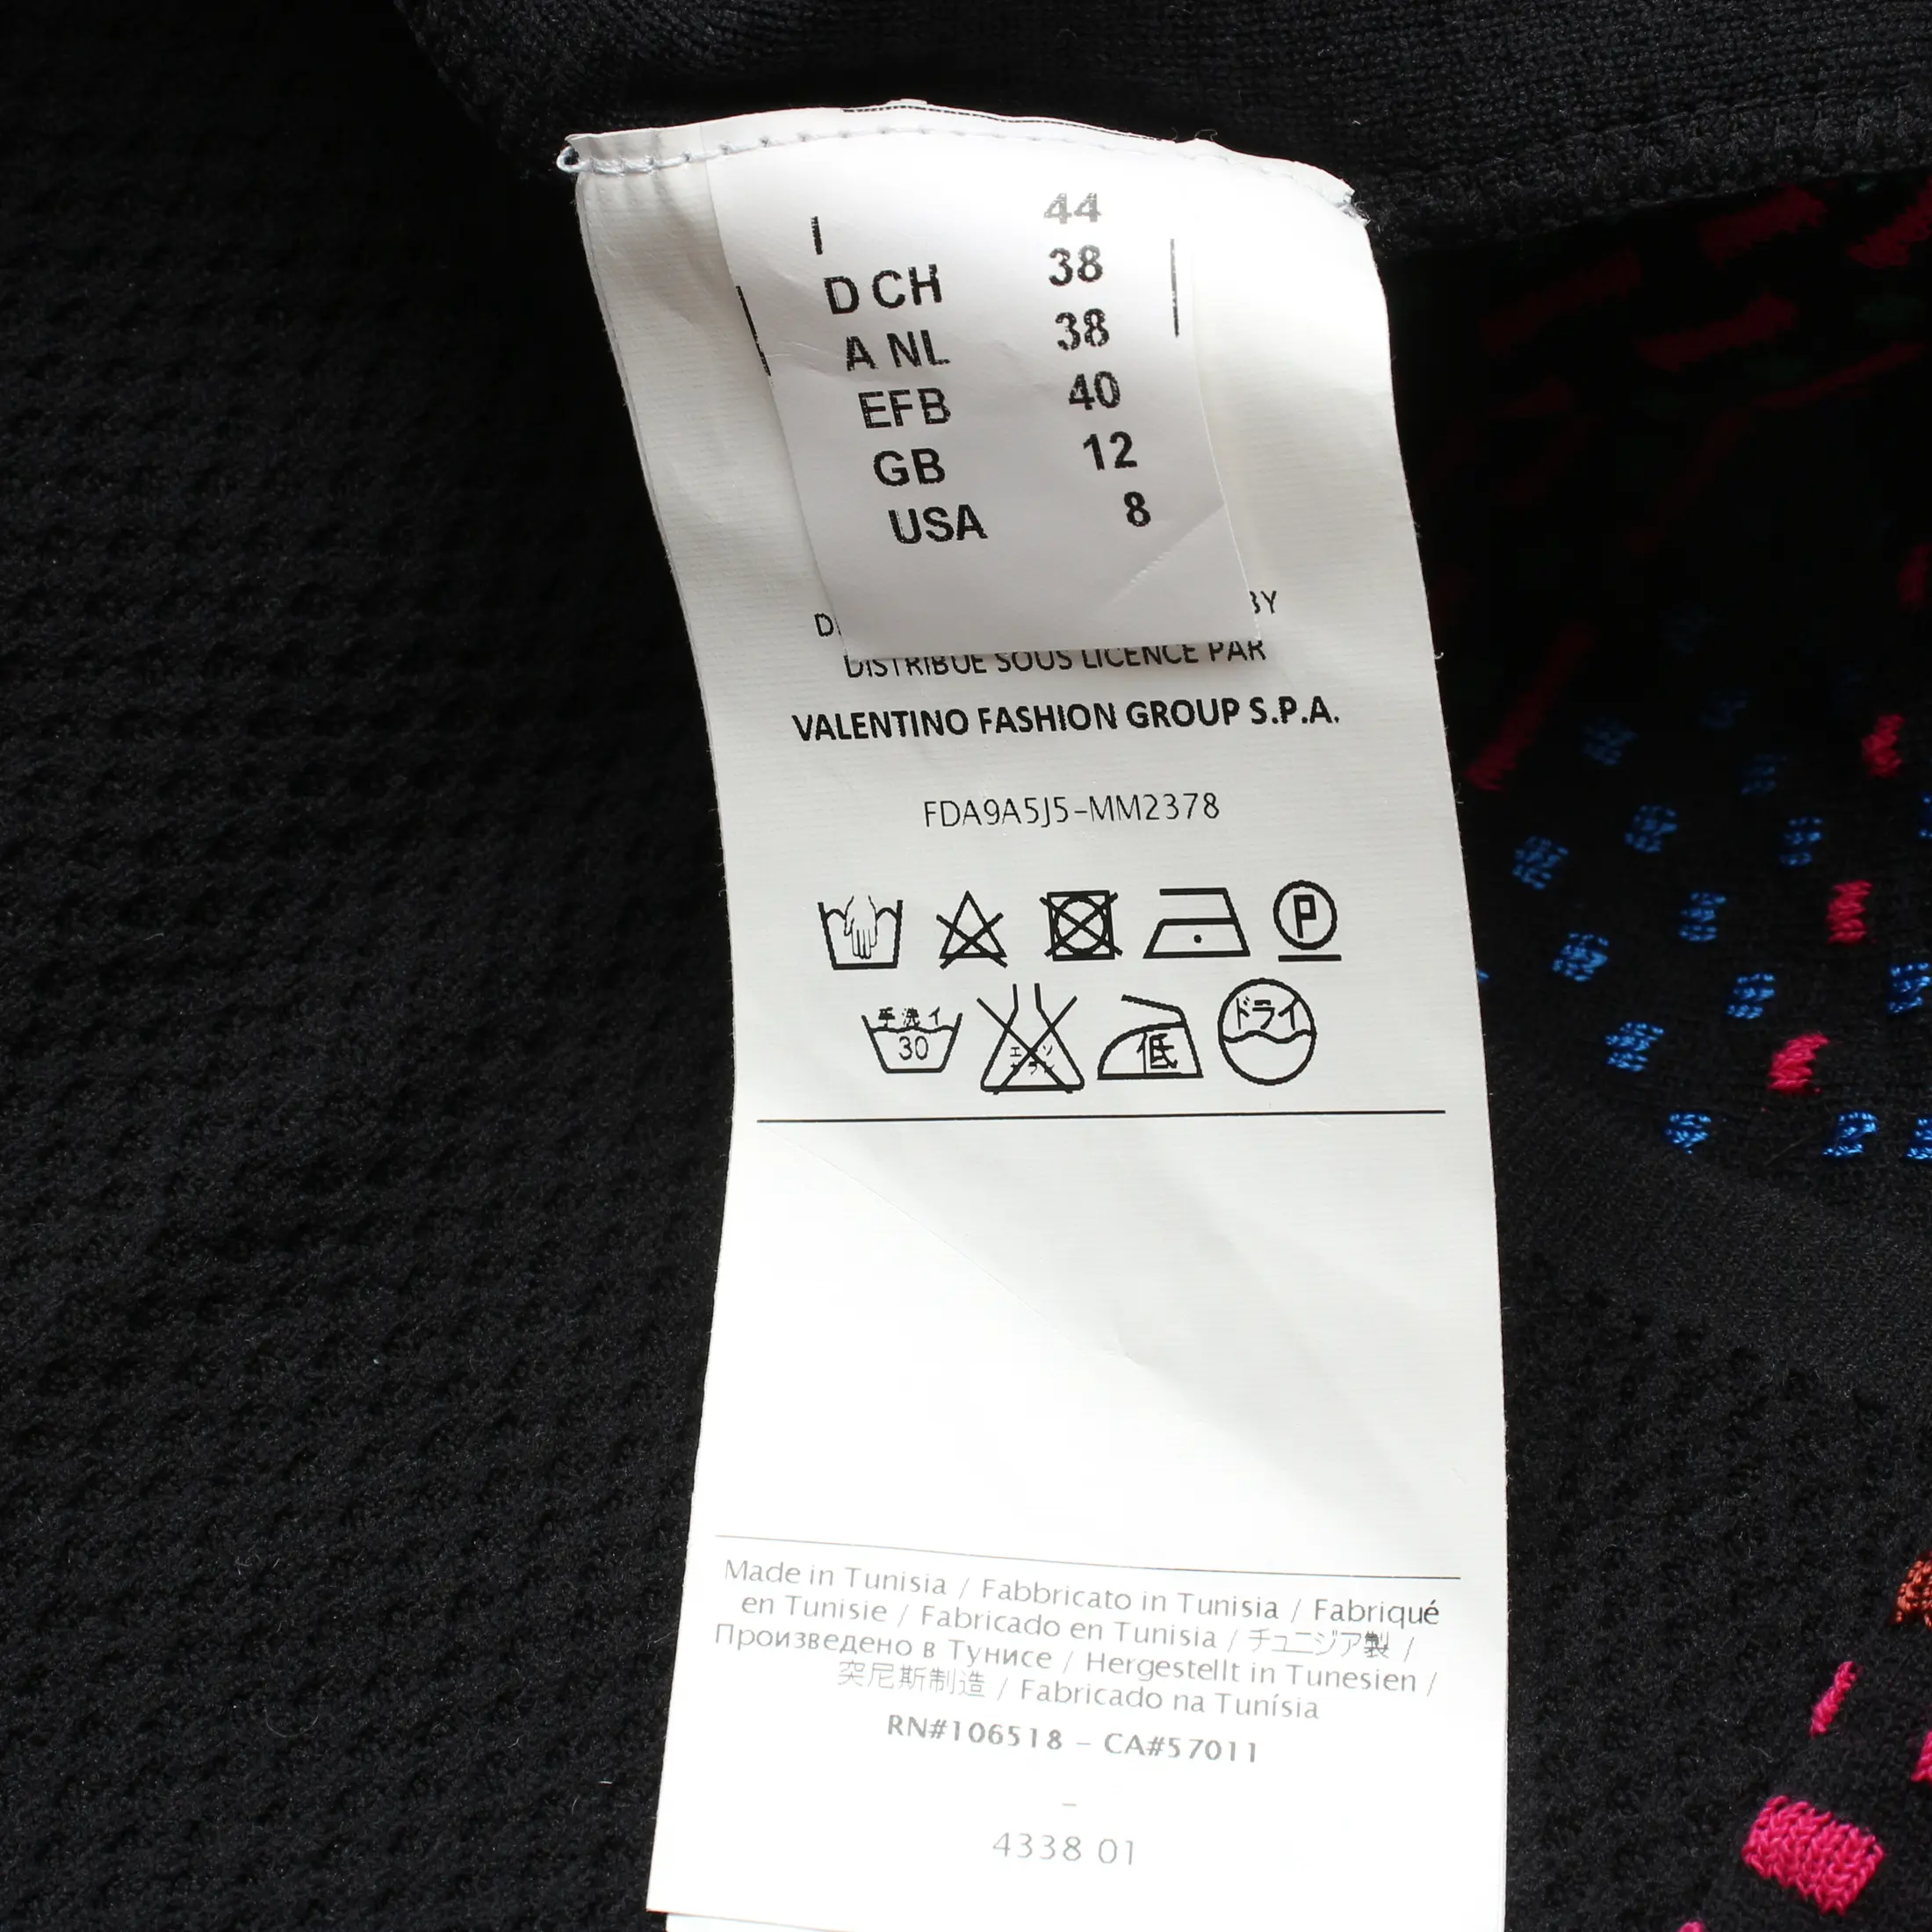 I 44
D CH 38
A NL 38
EFB 40
GB 12
USA 8
BY
DISTRIBUÉ SOUS LICENCE PAR
VALENTINO FASHION GROUP S.P.A.
FDA9A5J5-MM2378
P
手洗イ ドライ
30 低
Made in Tunisia / Fabbricato in Tunisia / Fabriqué
en Tunisie / Fabricado en Tunisia / チュニジア製 /
Произведено в Тунисе / Hergestellt in Tunesien /
突尼斯制造 / Fabricado na Tunísia
RN#106518 – CA#57011
–
4338 01